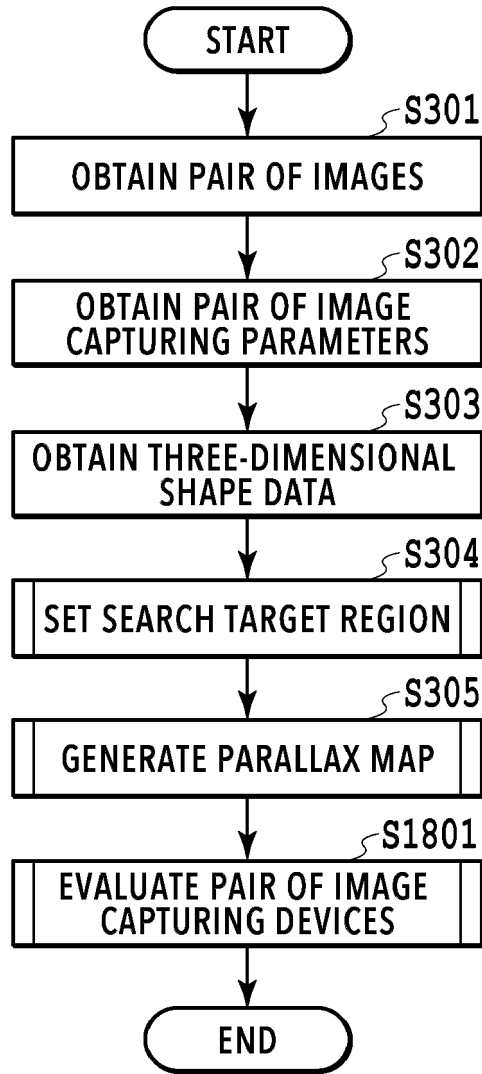 START
S301
OBTAIN PAIR OF IMAGES
S302
OBTAIN PAIR OF IMAGE
CAPTURING PARAMETERS
S303
OBTAIN THREE-DIMENSIONAL
SHAPE DATA
S304
SET SEARCH TARGET REGION
S305
GENERATE PARALLAX MAP
S1801
EVALUATE PAIR OF IMAGE
CAPTURING DEVICES
END